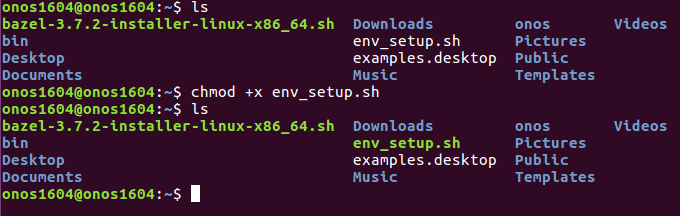 onos1604@onos1604:~$ ls
bazel-3.7.2-installer-linux-x86_64.sh  Downloads         onos       Videos
bin                                    env_setup.sh      Pictures
Desktop                                examples.desktop  Public
Documents                              Music             Templates
onos1604@onos1604:~$ chmod +x env_setup.sh
onos1604@onos1604:~$ ls
bazel-3.7.2-installer-linux-x86_64.sh  Downloads         onos       Videos
bin                                    env_setup.sh      Pictures
Desktop                                examples.desktop  Public
Documents                              Music             Templates
onos1604@onos1604:~$